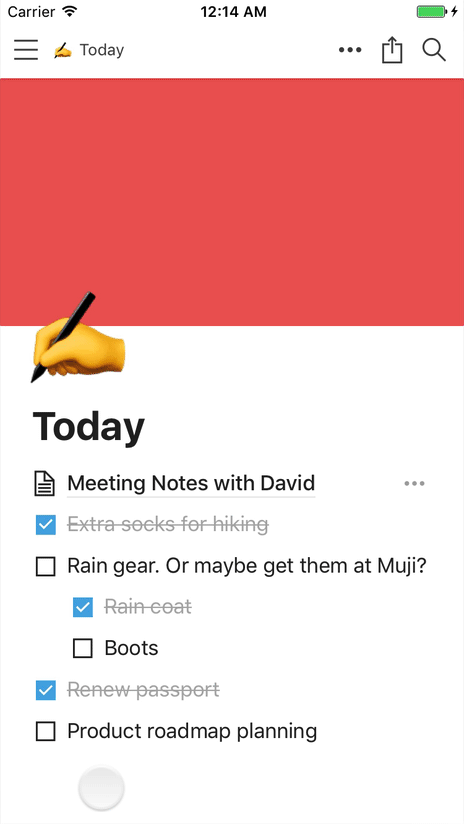 Carrier 12:14 AM
Today
Today
Meeting Notes with David
Extra socks for hiking
Rain gear. Or maybe get them at Muji?
Rain coat
Boots
Renew passport
Product roadmap planning